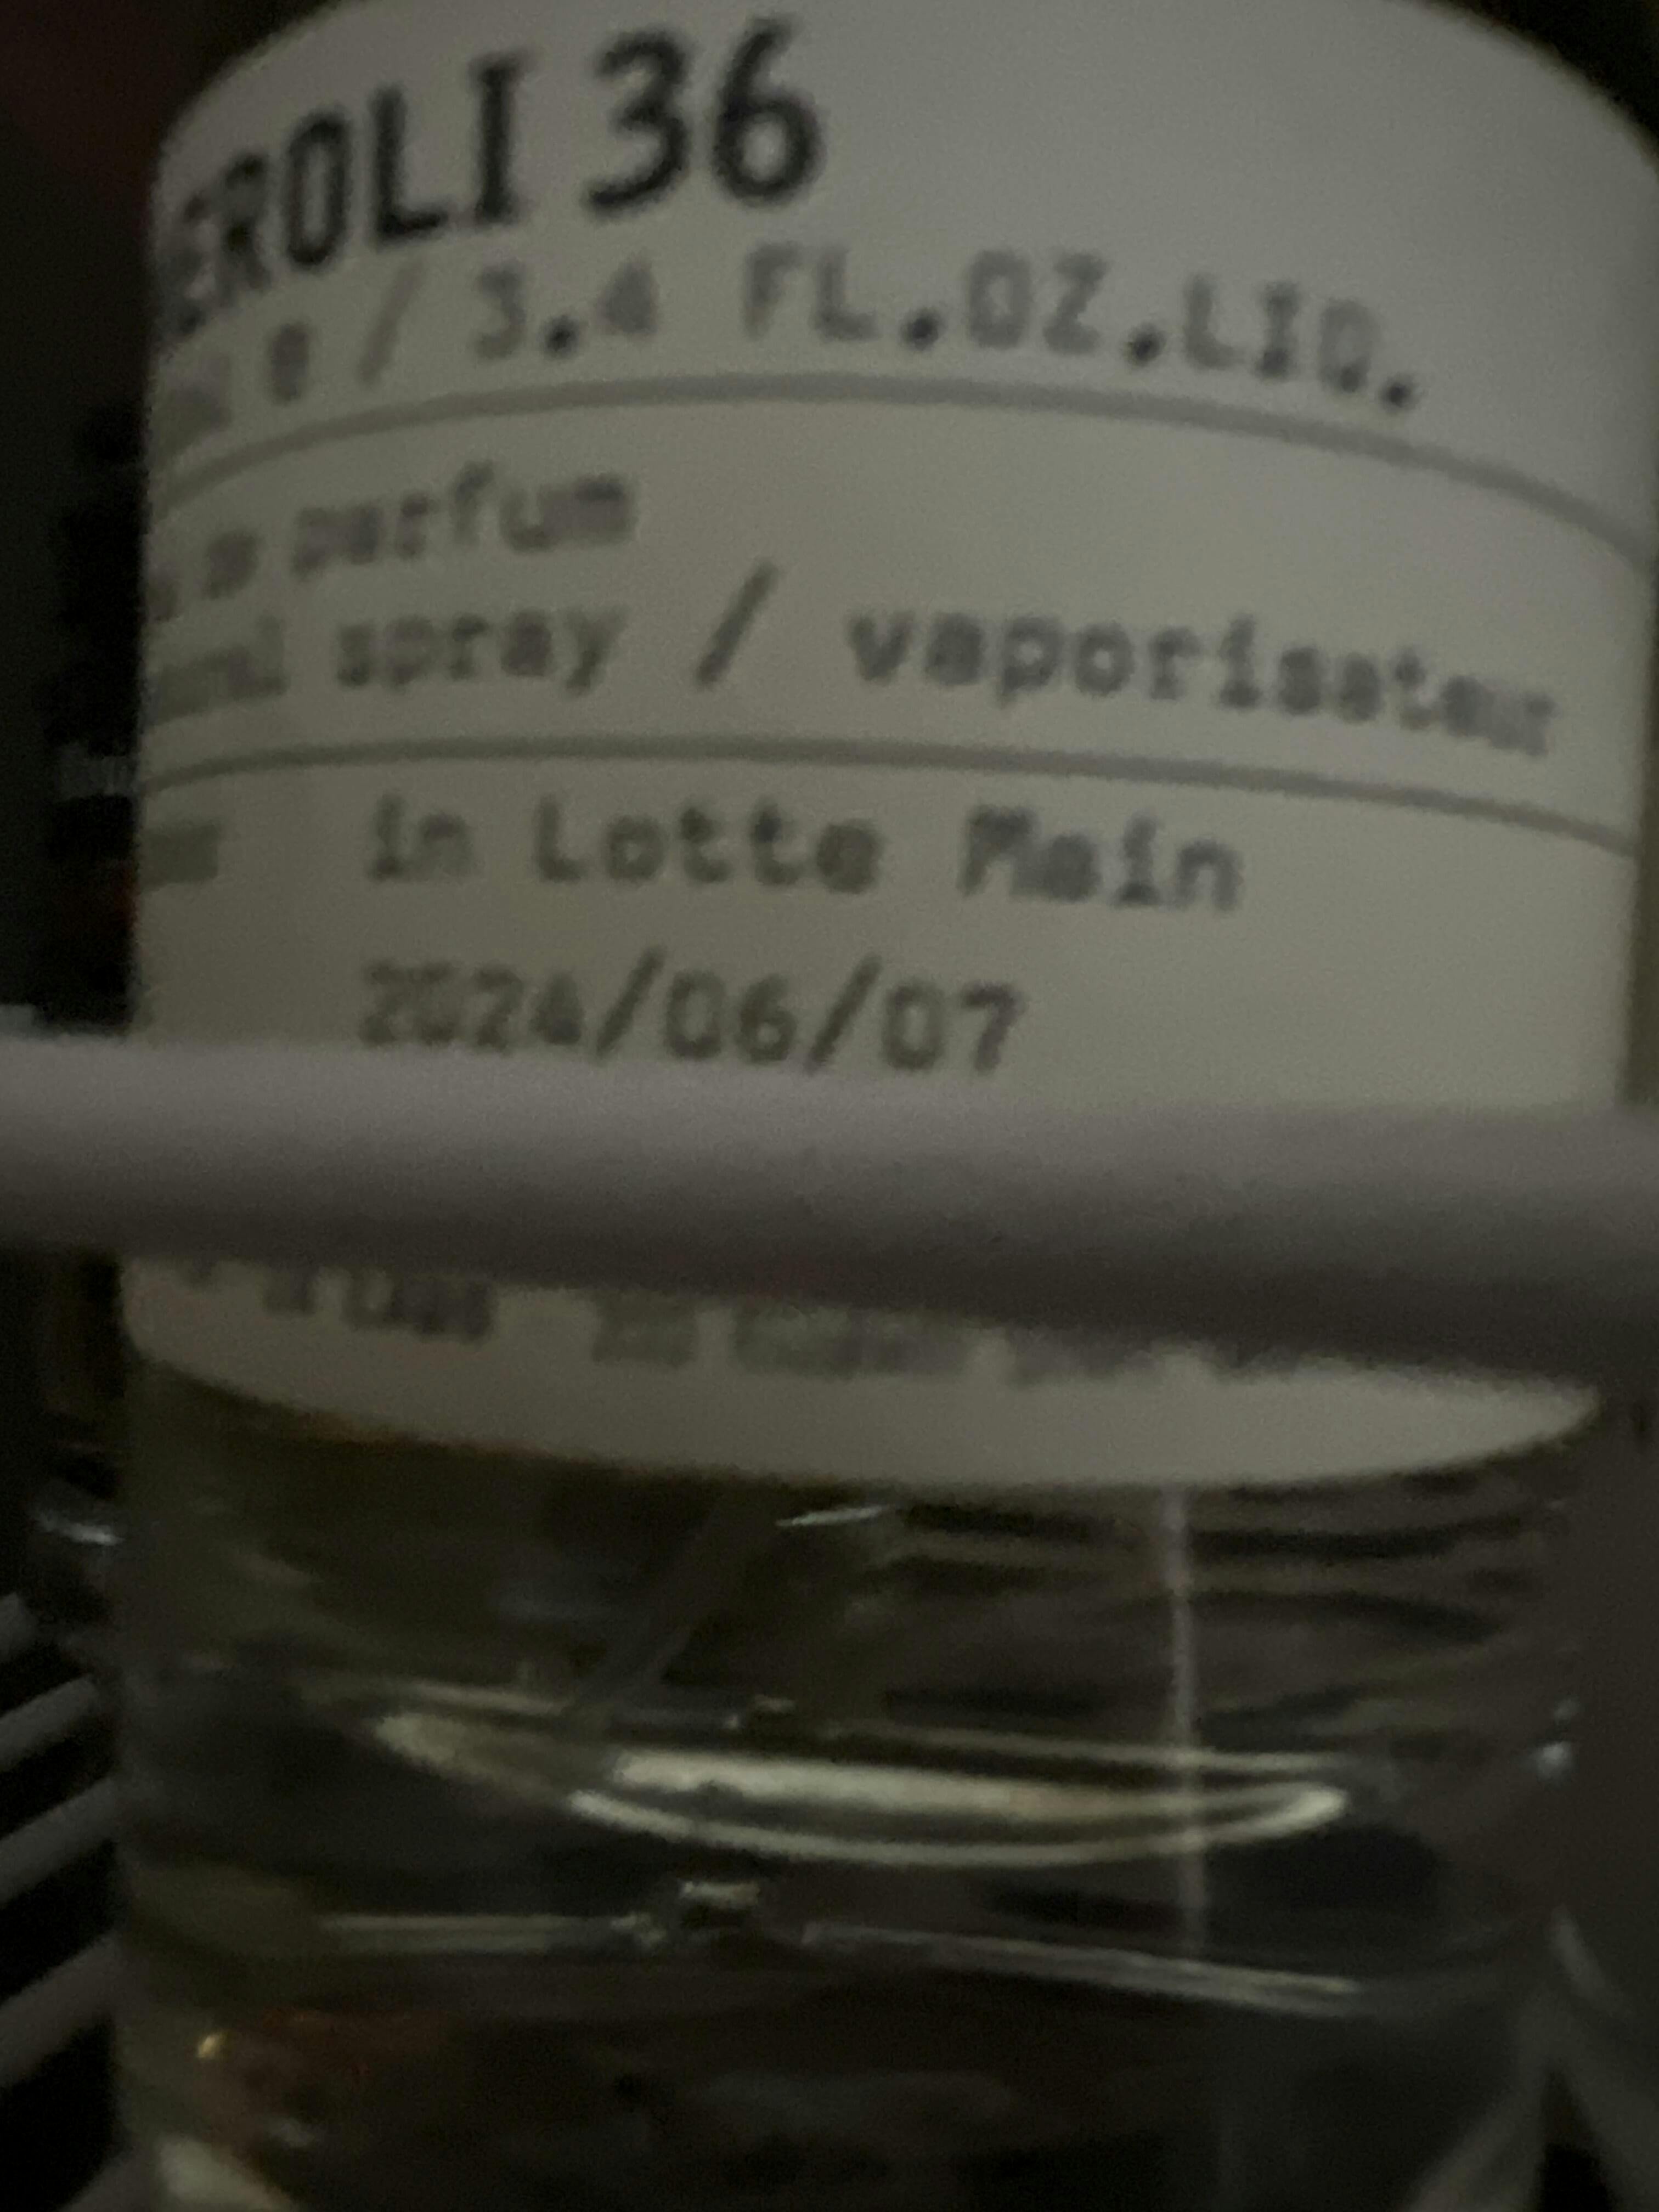 EROLI 36
/ 3.4 FL.OZ.LIQ.
parfum
spray / vaporisateur
in Lotte Main
2024/06/07